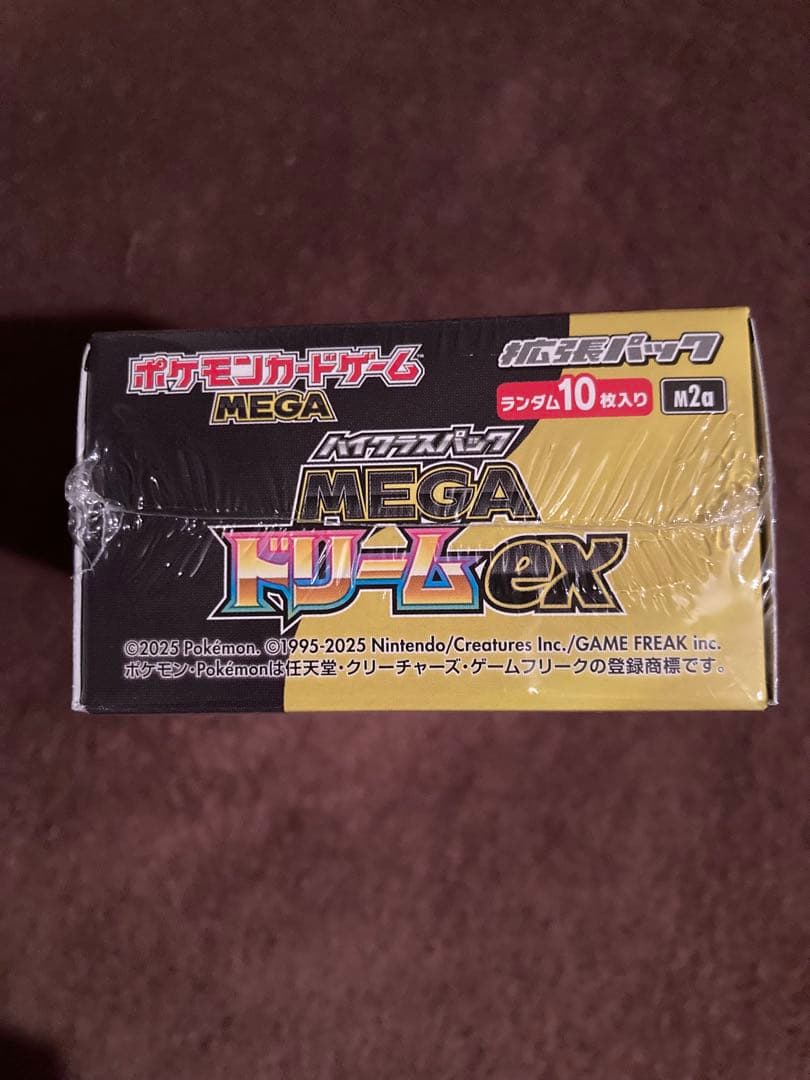 ポケモンカードゲーム™
MEGA
拡張パック
ランダム10枚入り
M2a
ハイクラスパック
MEGA
ドリームex
©2025 Pokémon. ©1995-2025 Nintendo/Creatures Inc./GAME FREAK inc.
ポケモン・Pokémonは任天堂・クリーチャーズ・ゲームフリークの登録商標です。